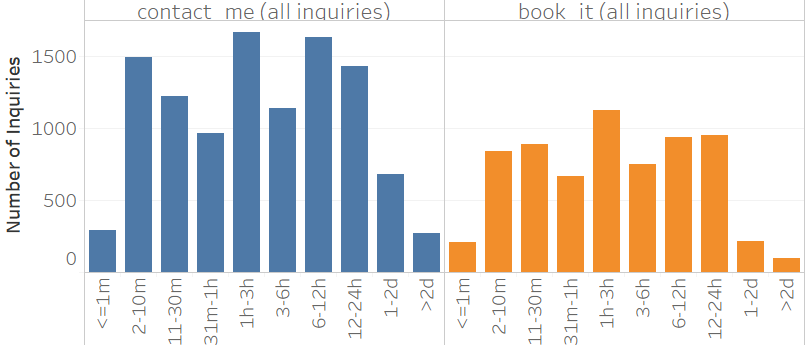 contact_me (all inquiries)
book_it (all inquiries)
Number of Inquiries
1500
1000
500
0
<=1m
2-10m
11-30m
31m-1h
1h-3h
3-6h
6-12h
12-24h
1-2d
>2d
<=1m
2-10m
11-30m
31m-1h
1h-3h
3-6h
6-12h
12-24h
1-2d
>2d